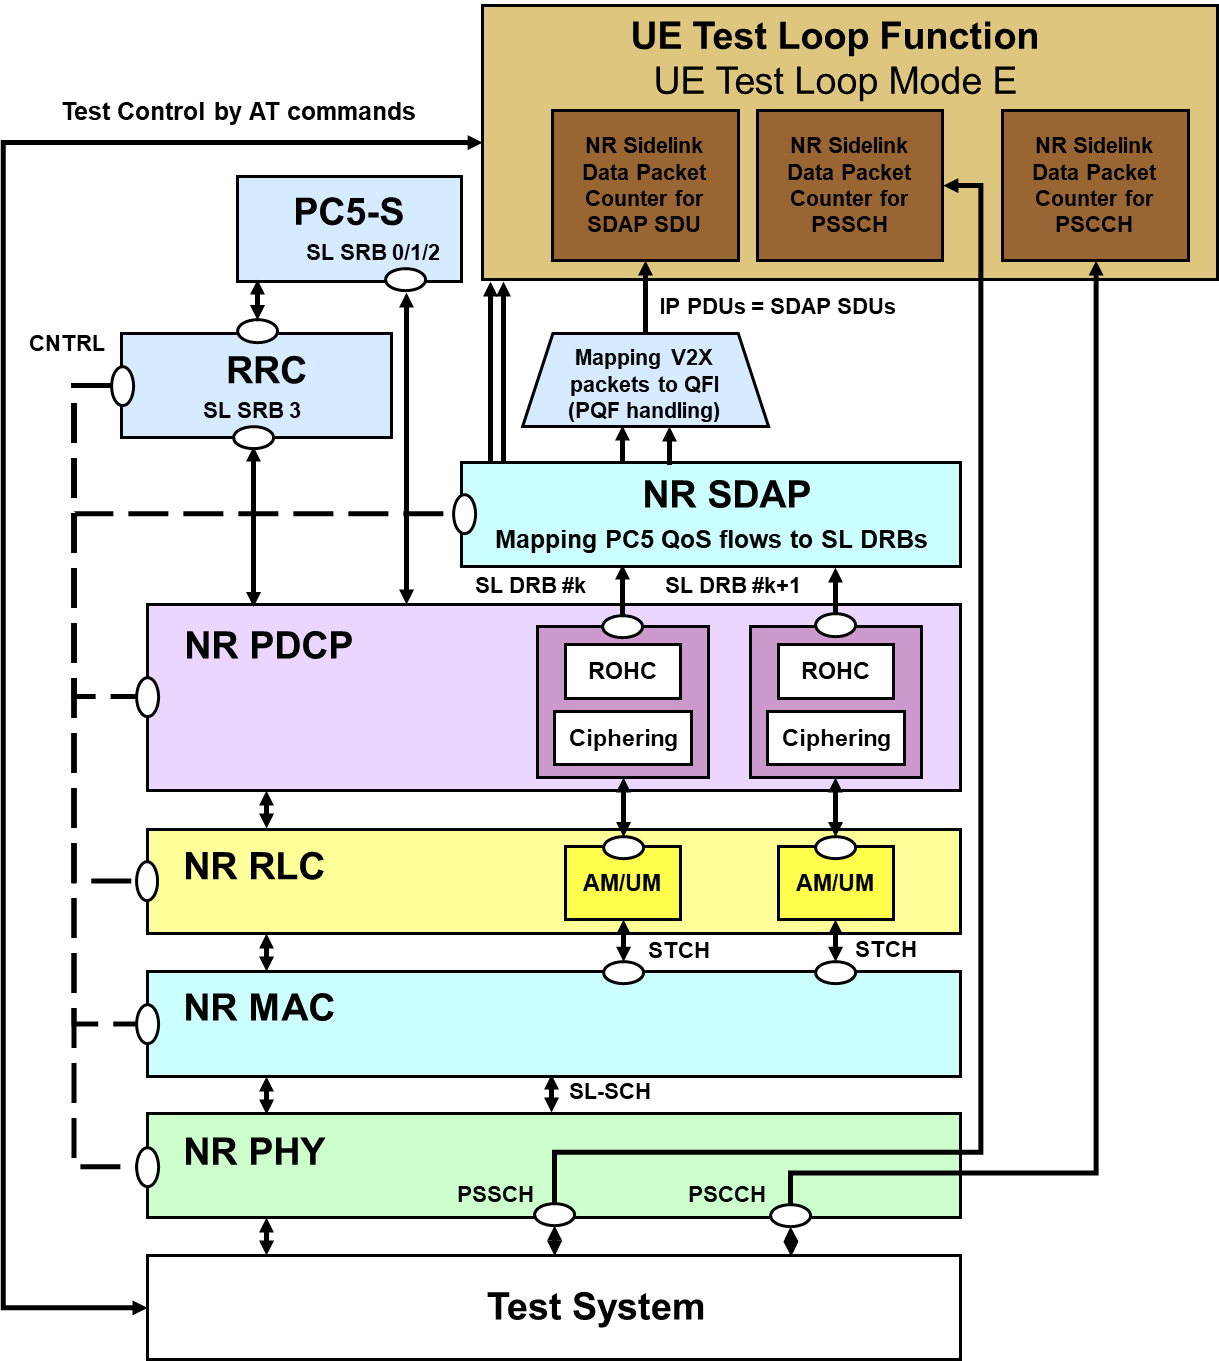 UE Test Loop Function
UE Test Loop Mode E
Test Control by AT commands
NR Sidelink
Data Packet
Counter for
SDAP SDU
NR Sidelink
Data Packet
Counter for
PSSCH
NR Sidelink
Data Packet
Counter for
PSCCH
PC5-S
SL SRB 0/1/2
IP PDUs = SDAP SDUs
CNTRL
RRC
SL SRB 3
Mapping V2X
packets to QFI
(PQF handling)
NR SDAP
Mapping PC5 QoS flows to SL DRBs
SL DRB #k
SL DRB #k+1
NR PDCP
ROHC
Ciphering
ROHC
Ciphering
NR RLC
AM/UM
AM/UM
STCH
STCH
NR MAC
SL-SCH
NR PHY
PSSCH
PSCCH
Test System